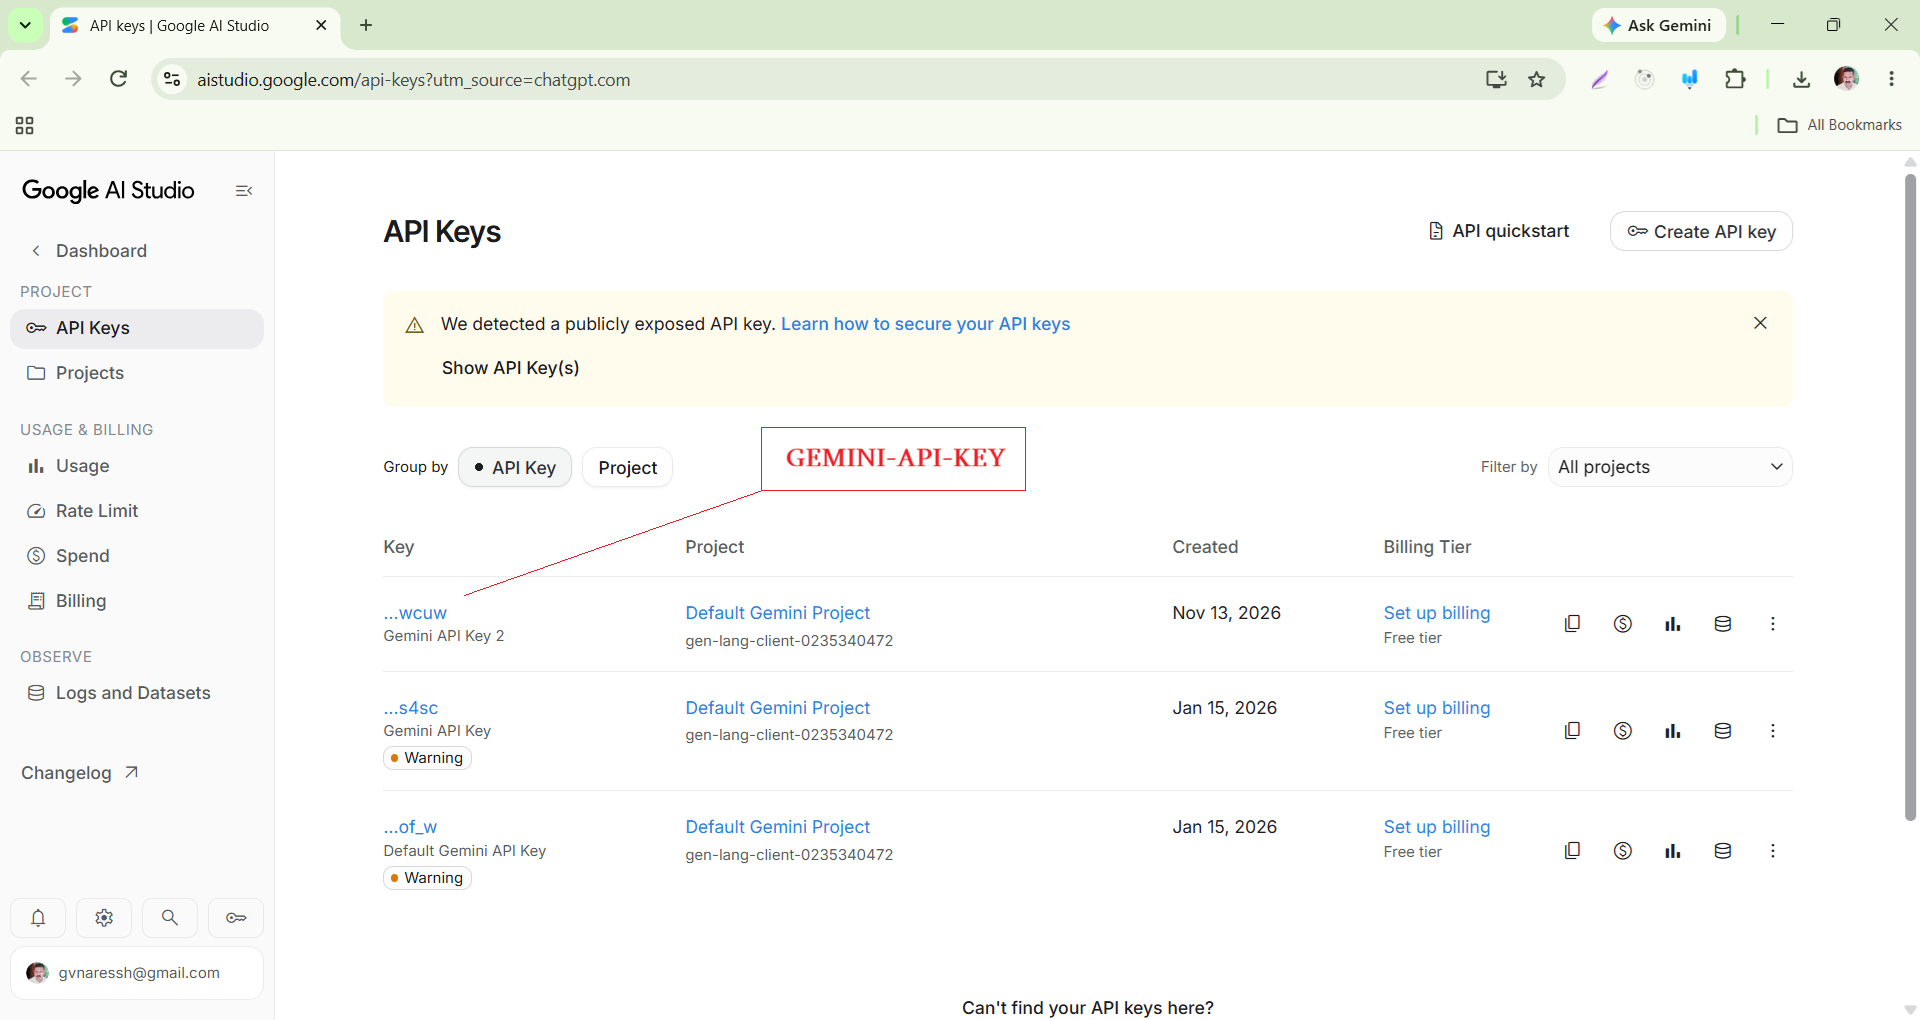 API keys | Google AI Studio
Ask Gemini
aistudio.google.com/api-keys?utm_source=chatgpt.com
All Bookmarks
Google AI Studio
Dashboard
PROJECT
API Keys
Projects
USAGE & BILLING
Usage
Rate Limit
Spend
Billing
OBSERVE
Logs and Datasets
Changelog
gvnaressh@gmail.com
API Keys
API quickstart
Create API key
We detected a publicly exposed API key. Learn how to secure your API keys
Show API Key(s)
GEMINI-API-KEY
Group by API Key Project
Filter by All projects
Key Project Created Billing Tier
...wcuw Default Gemini Project Nov 13, 2026 Set up billing
Gemini API Key 2 gen-lang-client-0235340472 Free tier
...s4sc Default Gemini Project Jan 15, 2026 Set up billing
Gemini API Key gen-lang-client-0235340472 Free tier
Warning
...of_w Default Gemini Project Jan 15, 2026 Set up billing
Default Gemini API Key gen-lang-client-0235340472 Free tier
Warning
Can't find your API keys here?